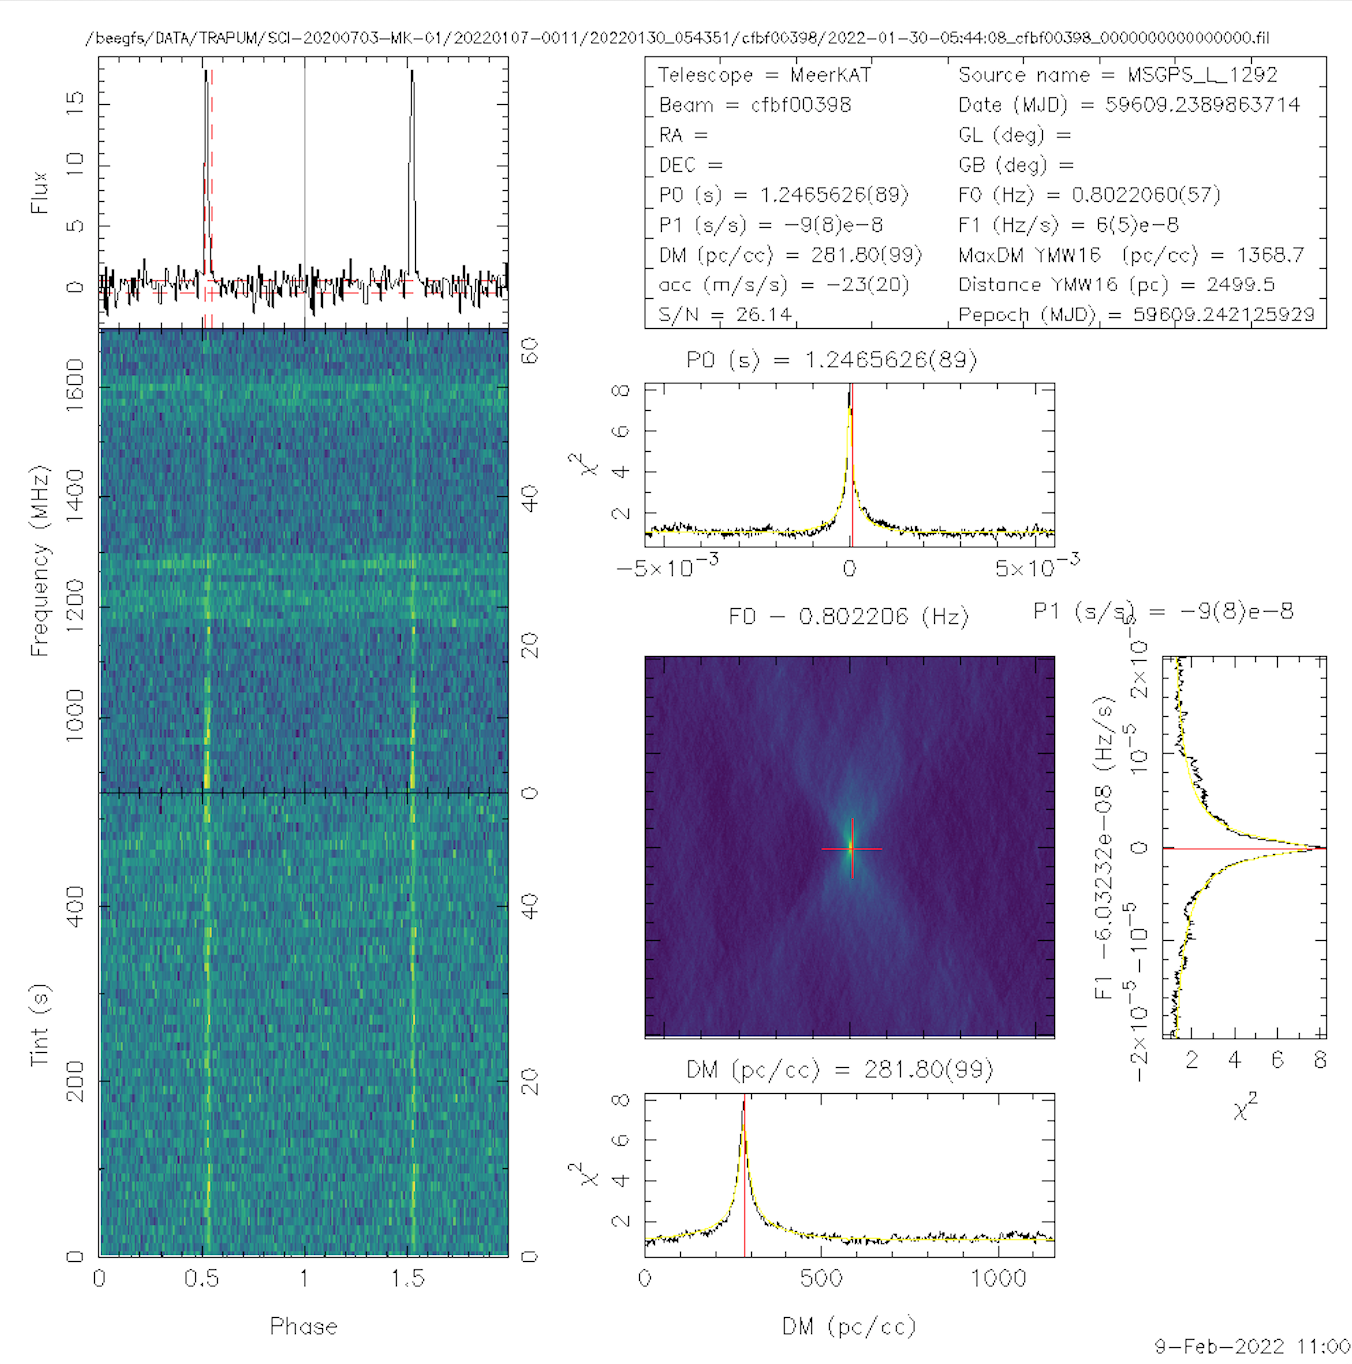 /beegfs/DATA/TRAPUM/SCI-20200703-MK-01/20220107-0011/20220130_054351/cfbf00398/2022-01-30-05:44:08_cfbf00398_0000000000000000.fil
Telescope = MeerKAT Source name = MSGPS_L_1292
Beam = cfbf00398 Date (MJD) = 59609.2389863714
RA = GL (deg) =
DEC = GB (deg) =
P0 (s) = 1.2465626(89) F0 (Hz) = 0.8022060(57)
P1 (s/s) = -9(8)e-8 F1 (Hz/s) = 6(5)e-8
DM (pc/cc) = 281.80(99) MaxDM YMW16 (pc/cc) = 1368.7
acc (m/s/s) = -23(20) Distance YMW16 (pc) = 2499.5
S/N = 26.14 Pepoch (MJD) = 59609.242125929
Flux
0 5 10 15
Frequency (MHz)
1000 1200 1400 1600
0 20 40 60
Tint (s)
0 200 400
0 20 40
0 0.5 1 1.5
Phase
P0 (s) = 1.2465626(89)
χ2
2 4 6 8
-5×10-3 0 5×10-3
F0 - 0.802206 (Hz)
P1 (s/s) = -9(8)e-8
F1 -6.03232e-08 (Hz/s)
-2×10-5 -10-5 0 10-5 2×10-5
2 4 6 8
χ2
DM (pc/cc) = 281.80(99)
χ2
2 4 6 8
0 500 1000
DM (pc/cc)
9-Feb-2022 11:00